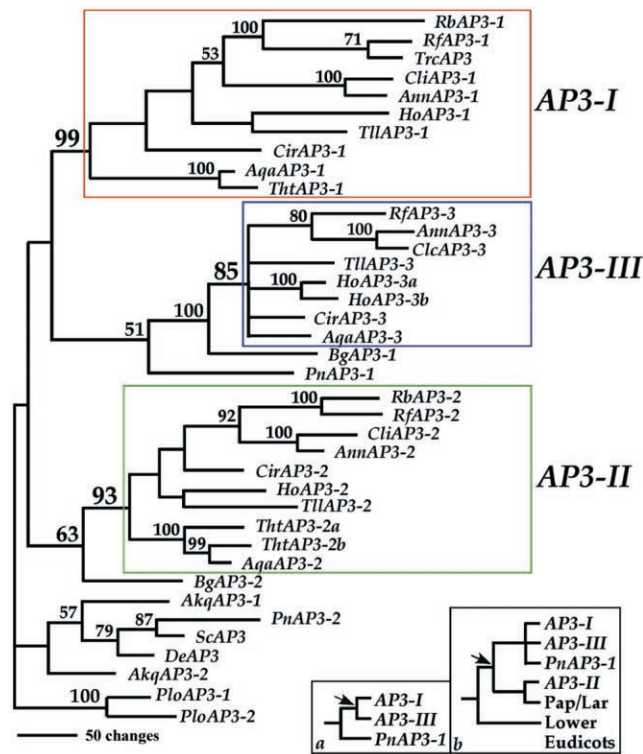 100
RbAP3-1
71
RfAP3-1
TrcAP3
53
100
CliAP3-1
AnnAP3-1
HoAP3-1
TllAP3-1
CirAP3-1
99
100
AqaAP3-1
ThtAP3-1
AP3-I
80
RfAP3-3
100
AnnAP3-3
ClcAP3-3
85
TllAP3-3
100
HoAP3-3a
HoAP3-3b
CirAP3-3
AqaAP3-3
AP3-III
100
BgAP3-1
51
PnAP3-1
100
RbAP3-2
RfAP3-2
92
100
CliAP3-2
AnnAP3-2
CirAP3-2
HoAP3-2
TllAP3-2
93
100
ThtAP3-2a
99
ThtAP3-2b
AqaAP3-2
AP3-II
63
BgAP3-2
57
AkqAP3-1
87
PnAP3-2
79
ScAP3
DeAP3
AkqAP3-2
100
PloAP3-1
PloAP3-2
50 changes
AP3-I
AP3-III
a
PnAP3-1
AP3-I
AP3-III
PnAP3-1
AP3-II
Pap/Lar
Lower
b
Eudicots